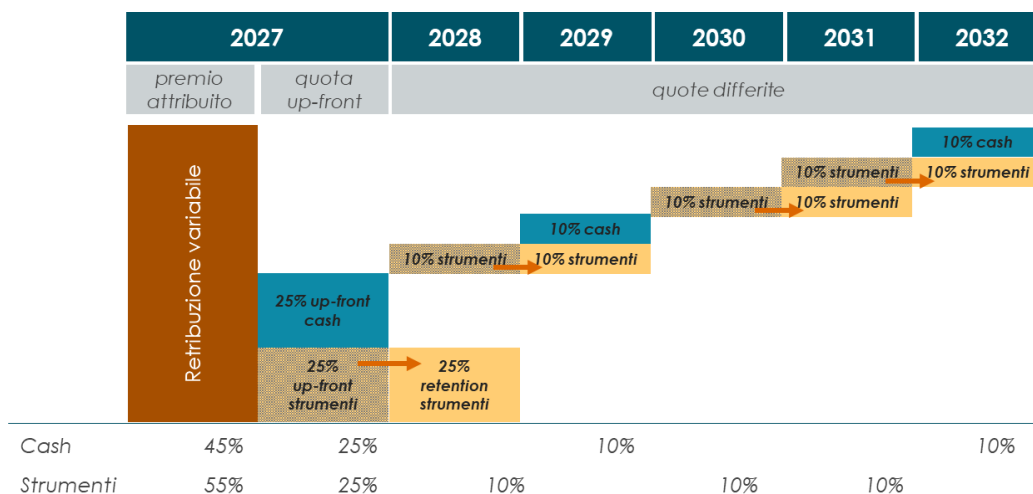 2027 2028 2029 2030 2031 2032
premio attribuito
quota up-front
quote differite
Retribuzione variabile
10% cash
10% strumenti 10% strumenti
10% strumenti 10% strumenti
10% cash
10% strumenti 10% strumenti
25% up-front
cash
25%
up-front
strumenti
25%
retention
strumenti
Cash 45% 25% 10% 10%
Strumenti 55% 25% 10% 10% 10%